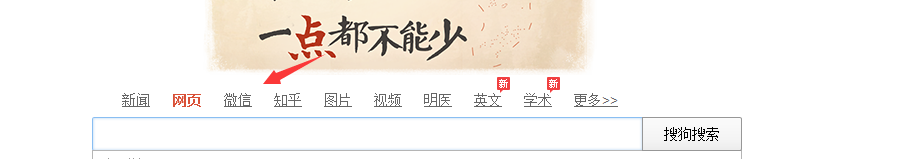 一点都不能少
新 新
新闻 网页 微信 知乎 图片 视频 明医 英文 学术 更多>>
搜狗搜索